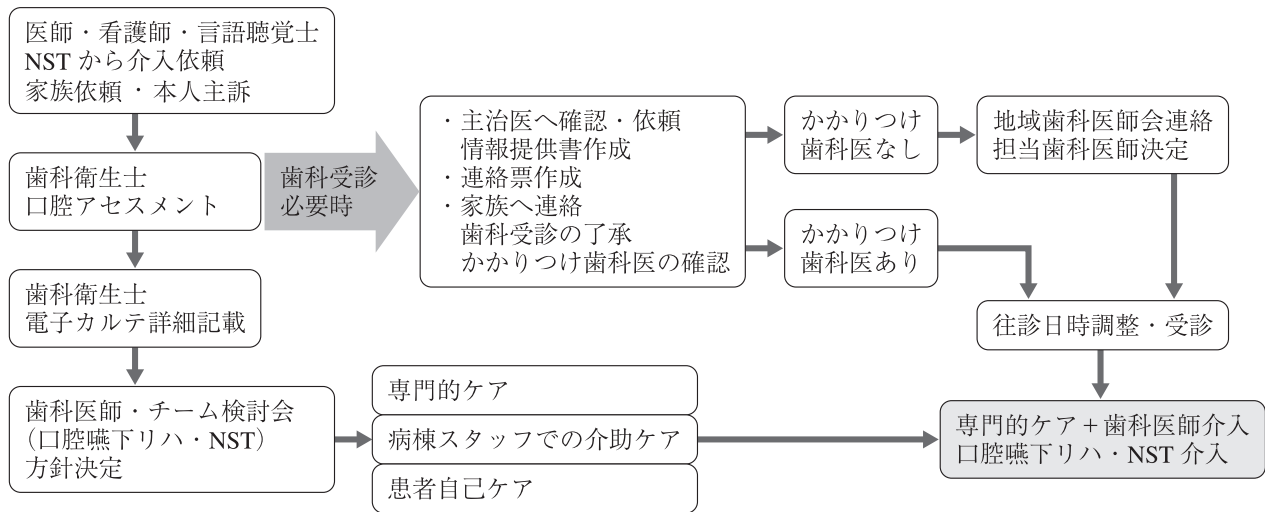 医師・看護師・言語聴覚士
NST から介入依頼
家族依頼・本人主訴
歯科衛生士
口腔アセスメント
歯科受診
必要時
・主治医へ確認・依頼
情報提供書作成
・連絡票作成
・家族へ連絡
歯科受診の了承
かかりつけ歯科医の確認
かかりつけ
歯科医なし
地域歯科医師会連絡
担当歯科医師決定
かかりつけ
歯科医あり
往診日時調整・受診
歯科衛生士
電子カルテ詳細記載
歯科医師・チーム検討会
（口腔嚥下リハ・NST）
方針決定
専門的ケア
病棟スタッフでの介助ケア
患者自己ケア
専門的ケア＋歯科医師介入
口腔嚥下リハ・NST 介入